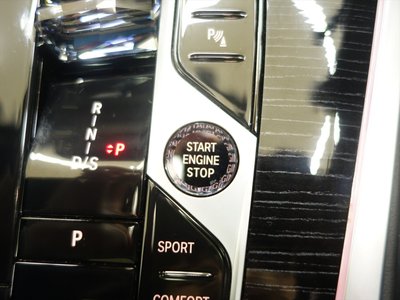 P
R
N
D/S
P
START
ENGINE
STOP
P
SPORT
COMFORT